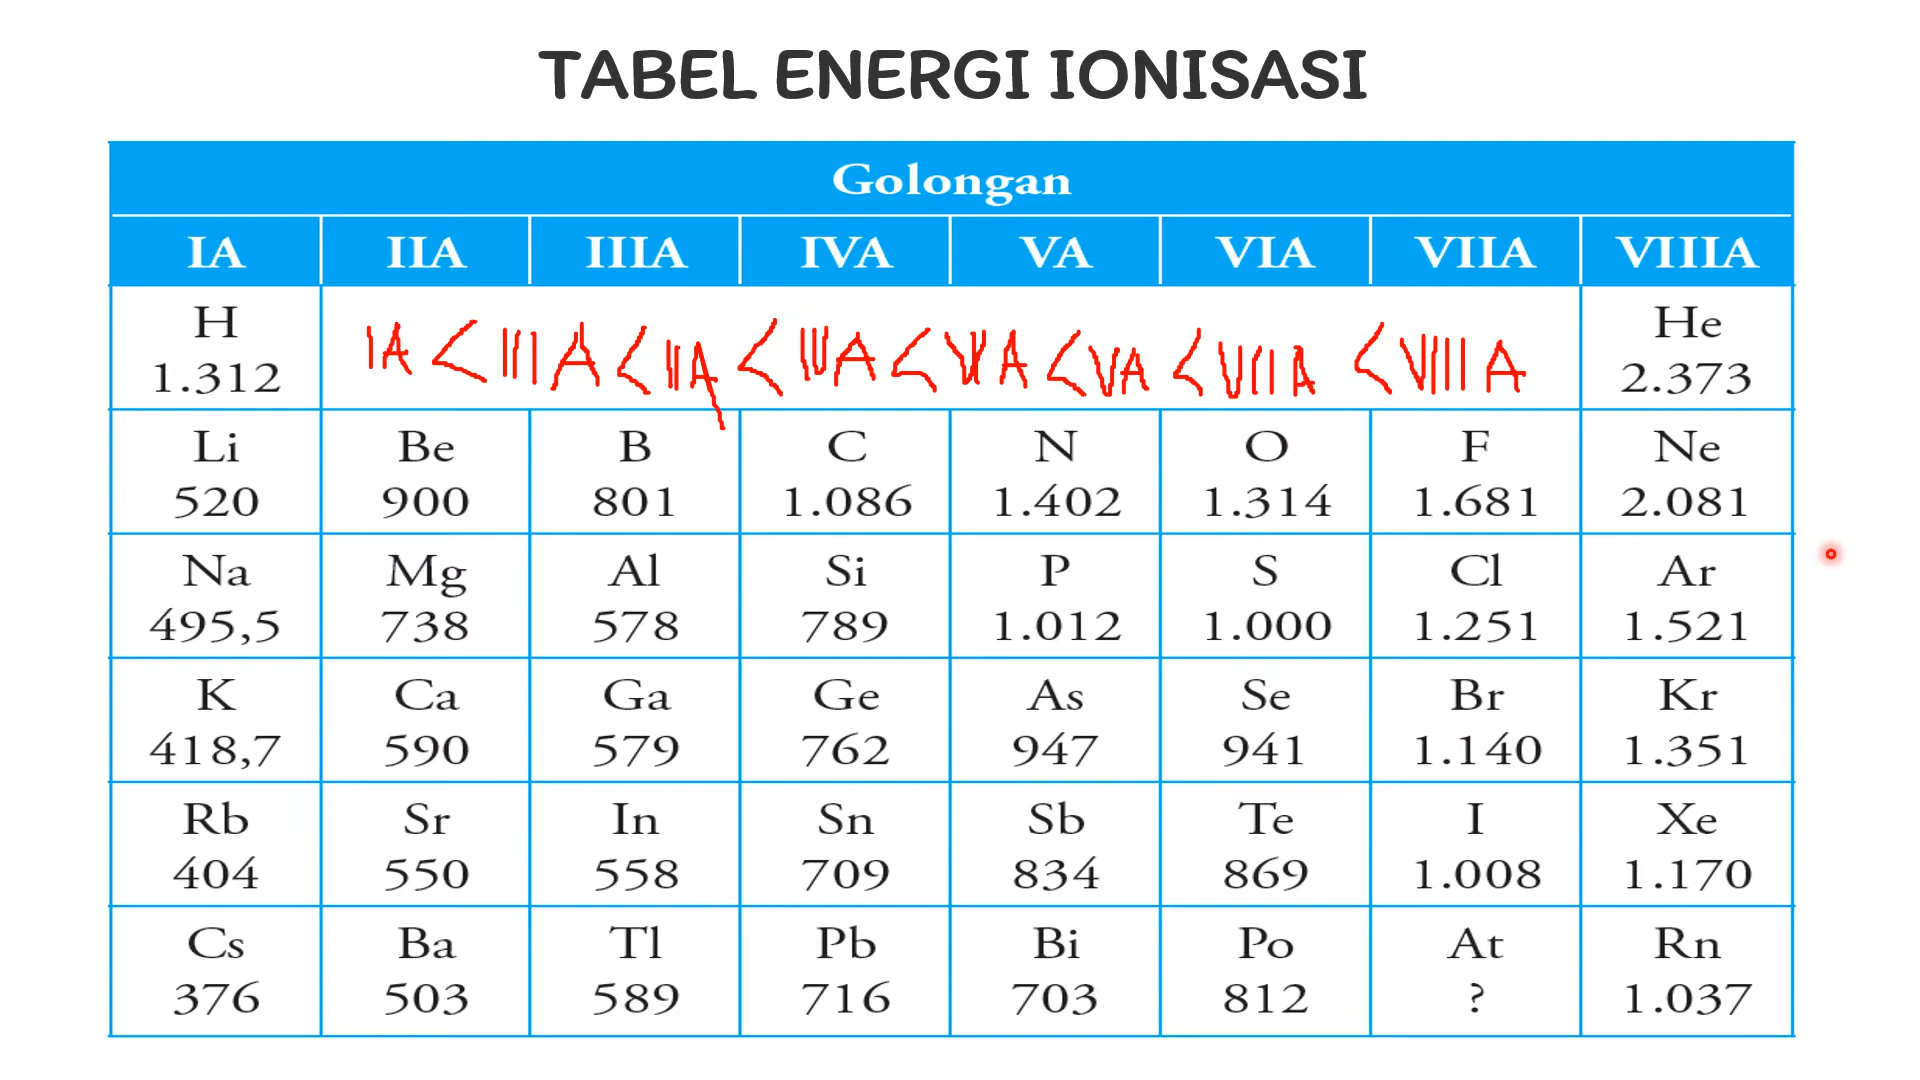 TABEL ENERGI IONISASI
Golongan
IA IIA IIIA IVA VA VIA VIIA VIIIA
H He
IA < IIIA < IIA < IVA < VIA < VA < VIIA < VIIIA
1.312 2.373
Li Be B C N O F Ne
520 900 801 1.086 1.402 1.314 1.681 2.081
Na Mg Al Si P S Cl Ar
495,5 738 578 789 1.012 1.000 1.251 1.521
K Ca Ga Ge As Se Br Kr
418,7 590 579 762 947 941 1.140 1.351
Rb Sr In Sn Sb Te I Xe
404 550 558 709 834 869 1.008 1.170
Cs Ba Tl Pb Bi Po At Rn
376 503 589 716 703 812 ? 1.037